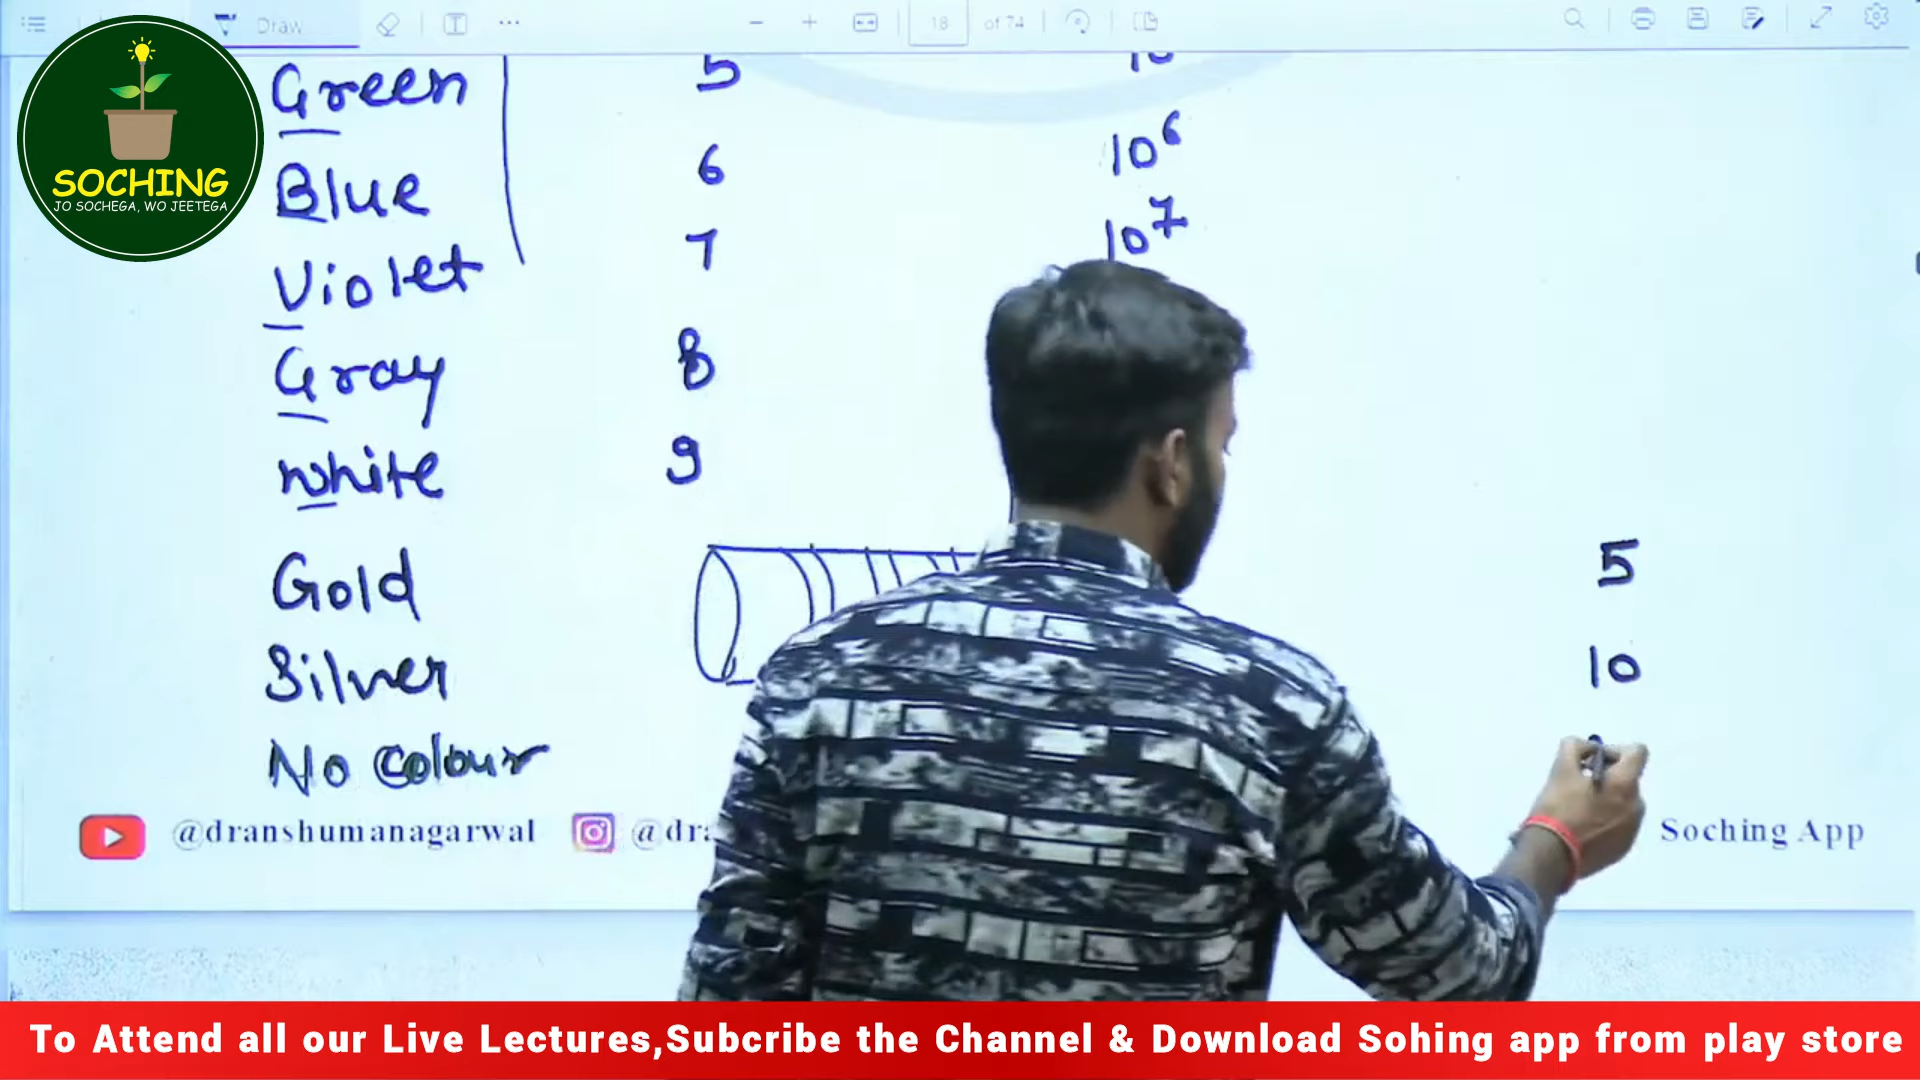 Draw 18 of 74
Green 5 10
Blue 6 10⁶
Violet 7 10⁷
Gray 8
White 9
Gold 5
Silver 10
No Colour
SOCHING
JO SOCHEGA, WO JEETEGA
@dranshumanagarwal @dra Soching App
To Attend all our Live Lectures,Subcribe the Channel & Download Sohing app from play store